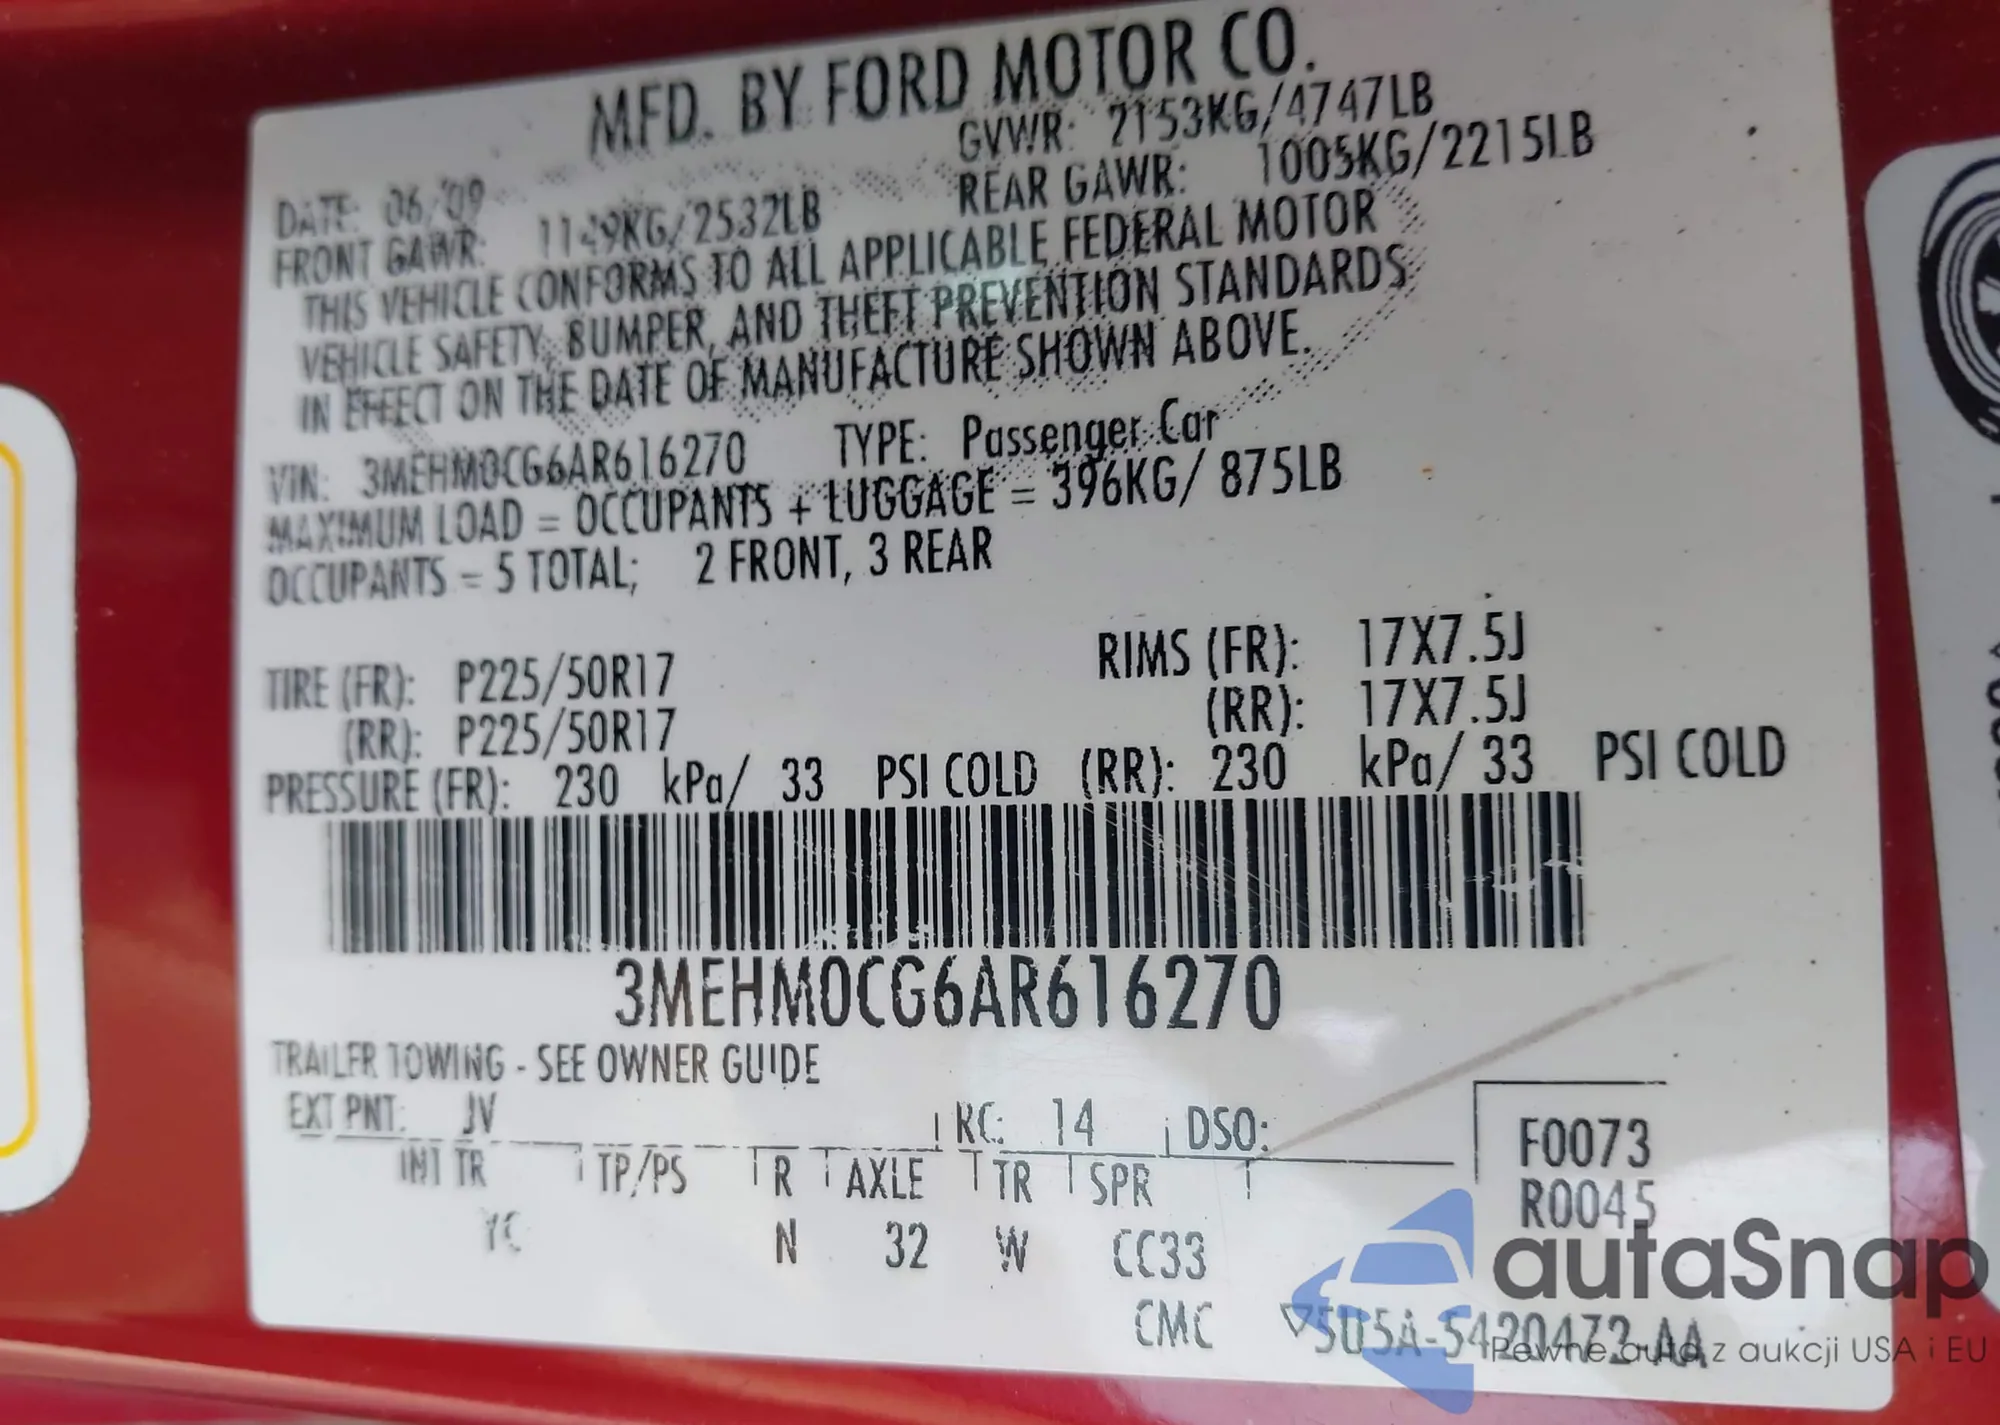 MFD. BY FORD MOTOR CO.
DATE: 06/09 GVWR: 2153KG/4747LB
FRONT GAWR: 1149KG/2532LB REAR GAWR: 1005KG/2215LB
THIS VEHICLE CONFORMS TO ALL APPLICABLE FEDERAL MOTOR
VEHICLE SAFETY, BUMPER, AND THEFT PREVENTION STANDARDS
IN EFFECT ON THE DATE OF MANUFACTURE SHOWN ABOVE.
VIN: 3MEHM0CG6AR616270 TYPE: Passenger Car
MAXIMUM LOAD = OCCUPANTS + LUGGAGE = 396KG/ 875LB
OCCUPANTS = 5 TOTAL; 2 FRONT, 3 REAR
TIRE (FR): P225/50R17 RIMS (FR): 17X7.5J
(RR): P225/50R17 (RR): 17X7.5J
PRESSURE (FR): 230 kPa/ 33 PSI COLD (RR): 230 kPa/ 33 PSI COLD
3MEHM0CG6AR616270
TRAILER TOWING - SEE OWNER GUIDE
EXT PNT: JV RC: 14 DSO:
INT TR TP/PS R AXLE TR SPR
YC N 32 W CC33
F0073
R0045
CMC 5U5A-5420472-AA
autaSnap
Pewne auta z aukcji USA i EU